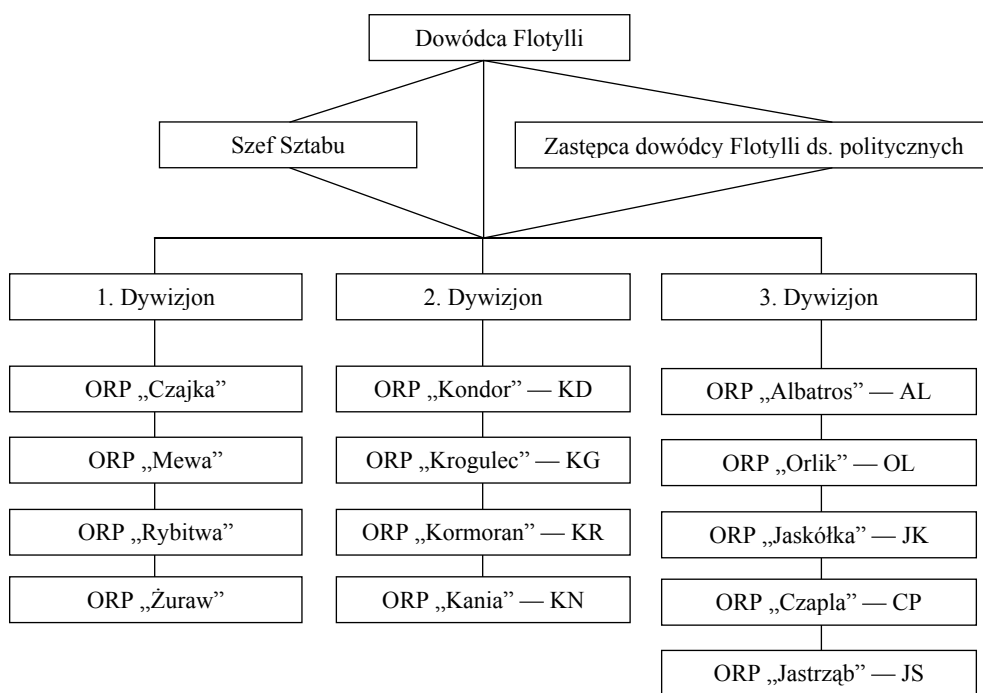 Dowódca Flotylli
Szef Sztabu
Zastępca dowódcy Flotylli ds. politycznych
1. Dywizjon
2. Dywizjon
3. Dywizjon
ORP „Czajka”
ORP „Mewa”
ORP „Rybitwa”
ORP „Żuraw”
ORP „Kondor” — KD
ORP „Krogulec” — KG
ORP „Kormoran” — KR
ORP „Kania” — KN
ORP „Albatros” — AL
ORP „Orlik” — OL
ORP „Jaskółka” — JK
ORP „Czapla” — CP
ORP „Jastrząb” — JS